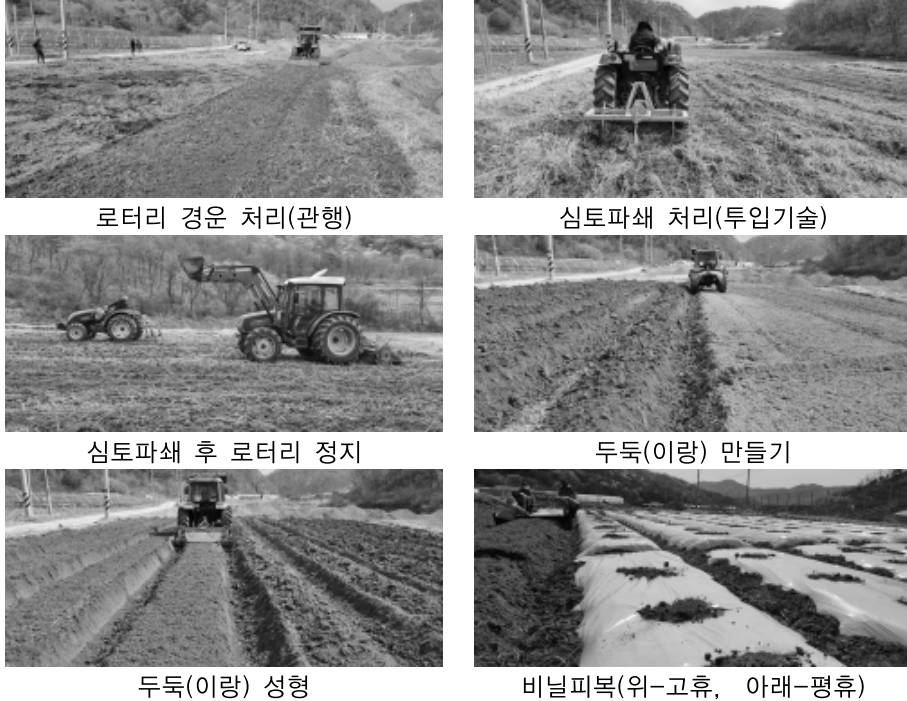 로터리 경운 처리(관행)
심토파쇄 처리(투입기술)
심토파쇄 후 로터리 정지
두둑(이랑) 만들기
두둑(이랑) 성형
비닐피복(위-고휴, 아래-평휴)